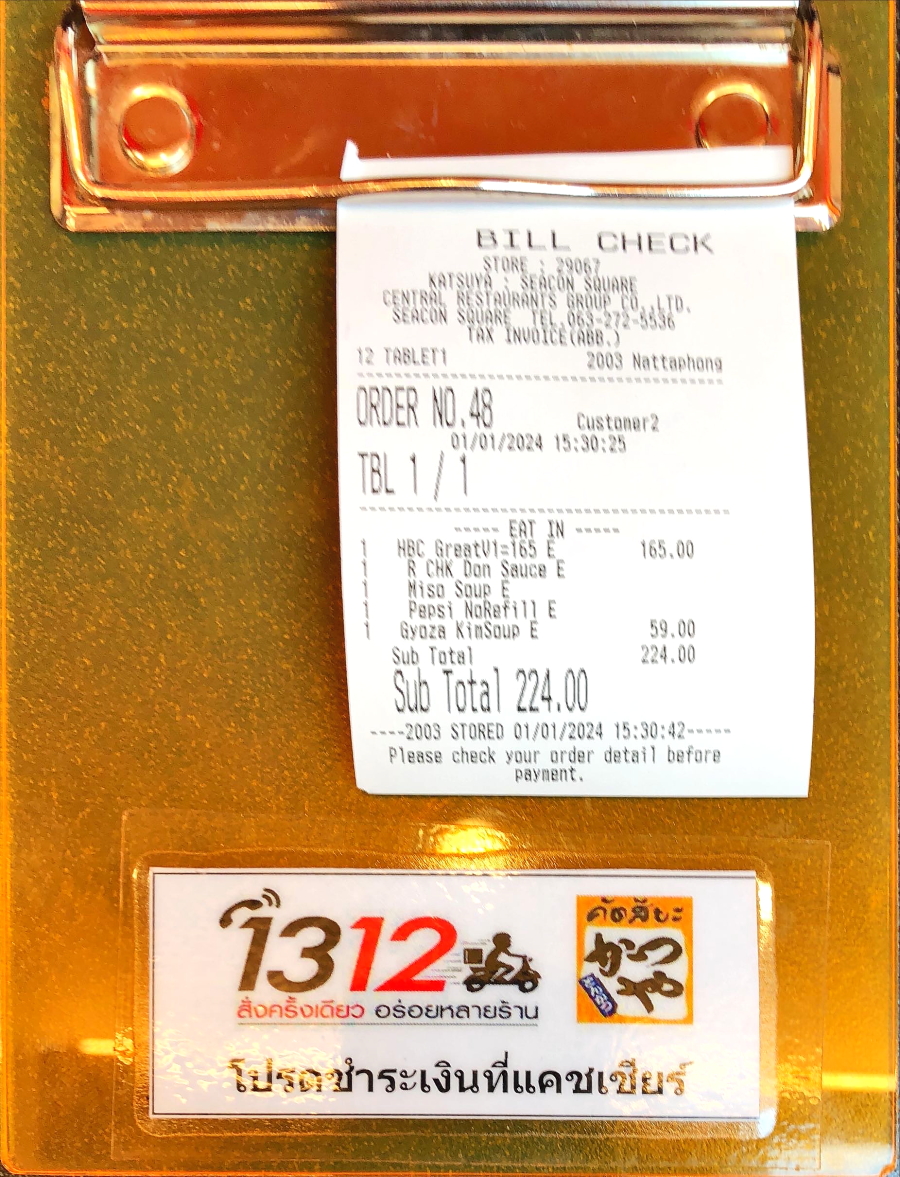 BILL CHECK
STORE : 29067
KATSUYA : SEACON SQUARE
CENTRAL RESTAURANTS GROUP CO.,LTD.
SEACON SQUARE TEL.063-272-5536
TAX INVOICE(ABB.)
12 TABLET1 2003 Nattaphong
ORDER NO.48 Customer2
01/01/2024 15:30:25
TBL 1 / 1
----- EAT IN -----
1 HBC GreatV1=165 E 165.00
1 R CHK Don Sauce E
1 Miso Soup E
1 Pepsi NoRefill E
1 Gyoza KimSoup E 59.00
Sub Total 224.00
Sub Total 224.00
----2003 STORED 01/01/2024 15:30:42-----
Please check your order detail before
payment.
1312
สั่งครั้งเดียว อร่อยหลายร้าน
คัตสึยะ
かつや
โปรดชำระเงินที่แคชเชียร์